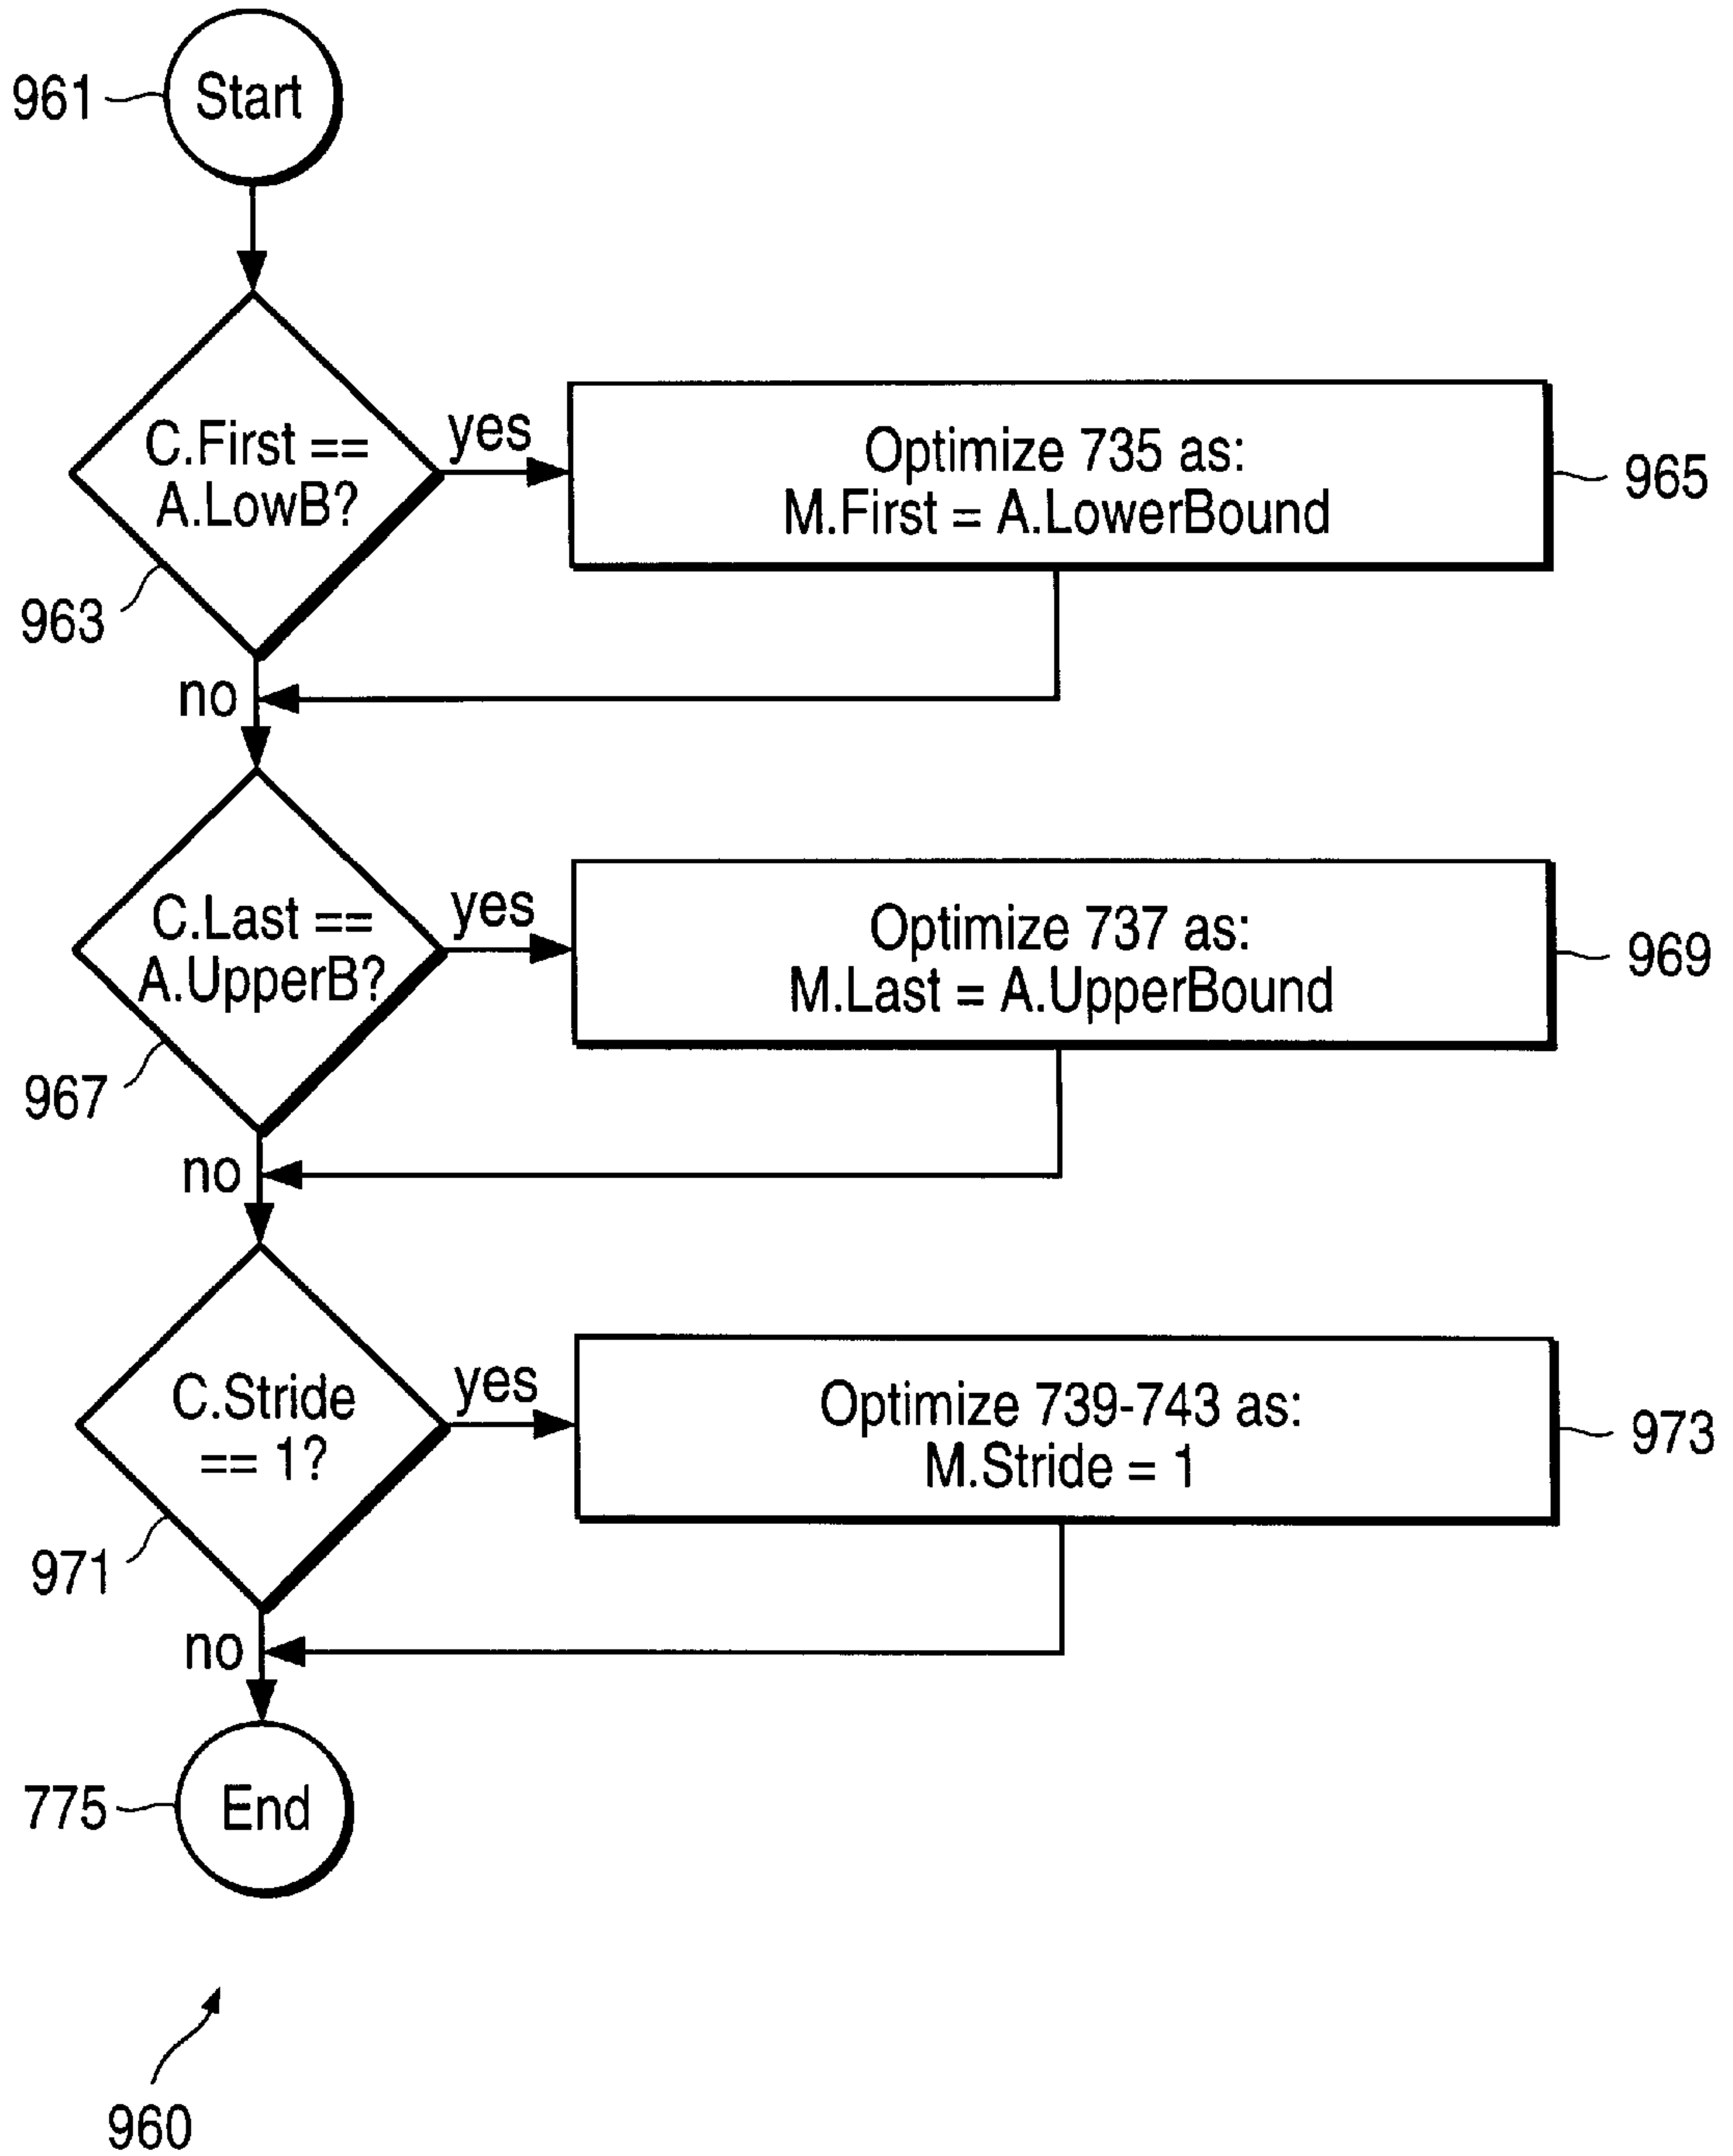 961
Start
C.First ==
A.LowB?
yes
Optimize 735 as:
M.First = A.LowerBound
965
963
no
C.Last ==
A.UpperB?
yes
Optimize 737 as:
M.Last = A.UpperBound
969
967
no
C.Stride
== 1?
yes
Optimize 739-743 as:
M.Stride = 1
973
971
no
775
End
960